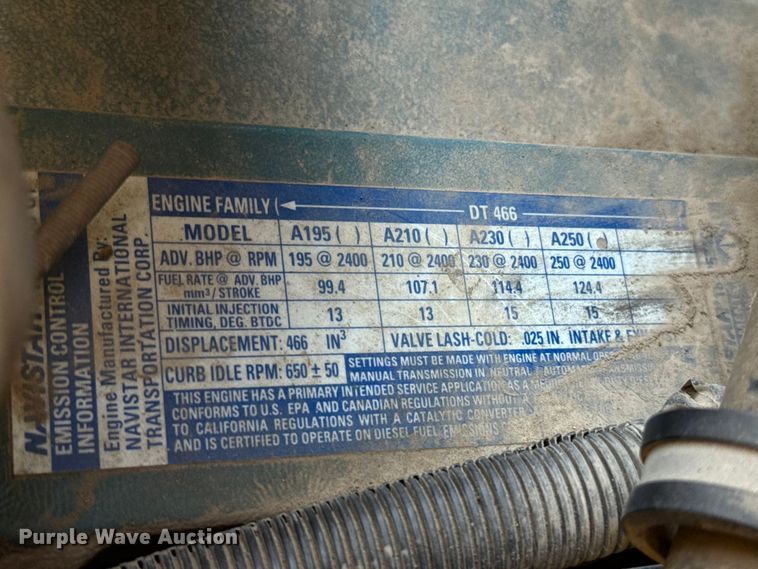 NAVISTAR
EMISSION CONTROL
INFORMATION
Engine Manufactured By:
NAVISTAR INTERNATIONAL
TRANSPORTATION CORP.
ENGINE FAMILY ( DT 466
MODEL A195 ( ) A210 ( ) A230 ( ) A250 (
ADV. BHP @ RPM 195 @ 2400 210 @ 2400 230 @ 2400 250 @ 2400
FUEL RATE @ ADV. BHP
mm³/STROKE 99.4 107.1 114.4 124.4
INITIAL INJECTION
TIMING, DEG. BTDC 13 13 15 15
DISPLACEMENT: 466 IN³ VALVE LASH-COLD: .025 IN. INTAKE &
CURB IDLE RPM: 650 ± 50 SETTINGS MUST BE MADE WITH ENGINE AT NORMAL
MANUAL TRANSMISSION IN NEUTRAL
THIS ENGINE HAS A PRIMARY INTENDED SERVICE APPLICATION AS A
CONFORMS TO U.S. EPA AND CANADIAN REGULATIONS WITHOUT A
TO CALIFORNIA REGULATIONS WITH A CATALYTIC CONVERTER
AND IS CERTIFIED TO OPERATE ON DIESEL FUEL. EMISSIONS
Purple Wave Auction